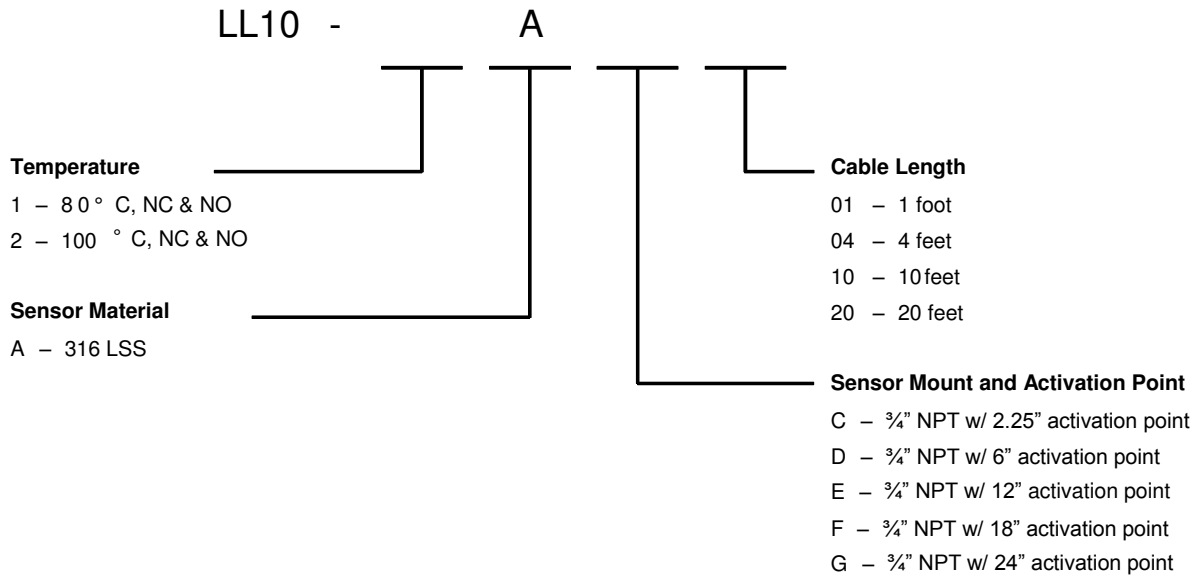 LL10 - A
Temperature
1 – 80° C, NC & NO
2 – 100 ° C, NC & NO
Sensor Material
A – 316 LSS
Cable Length
01 – 1 foot
04 – 4 feet
10 – 10 feet
20 – 20 feet
Sensor Mount and Activation Point
C – ¾” NPT w/ 2.25” activation point
D – ¾” NPT w/ 6” activation point
E – ¾” NPT w/ 12” activation point
F – ¾” NPT w/ 18” activation point
G – ¾” NPT w/ 24” activation point